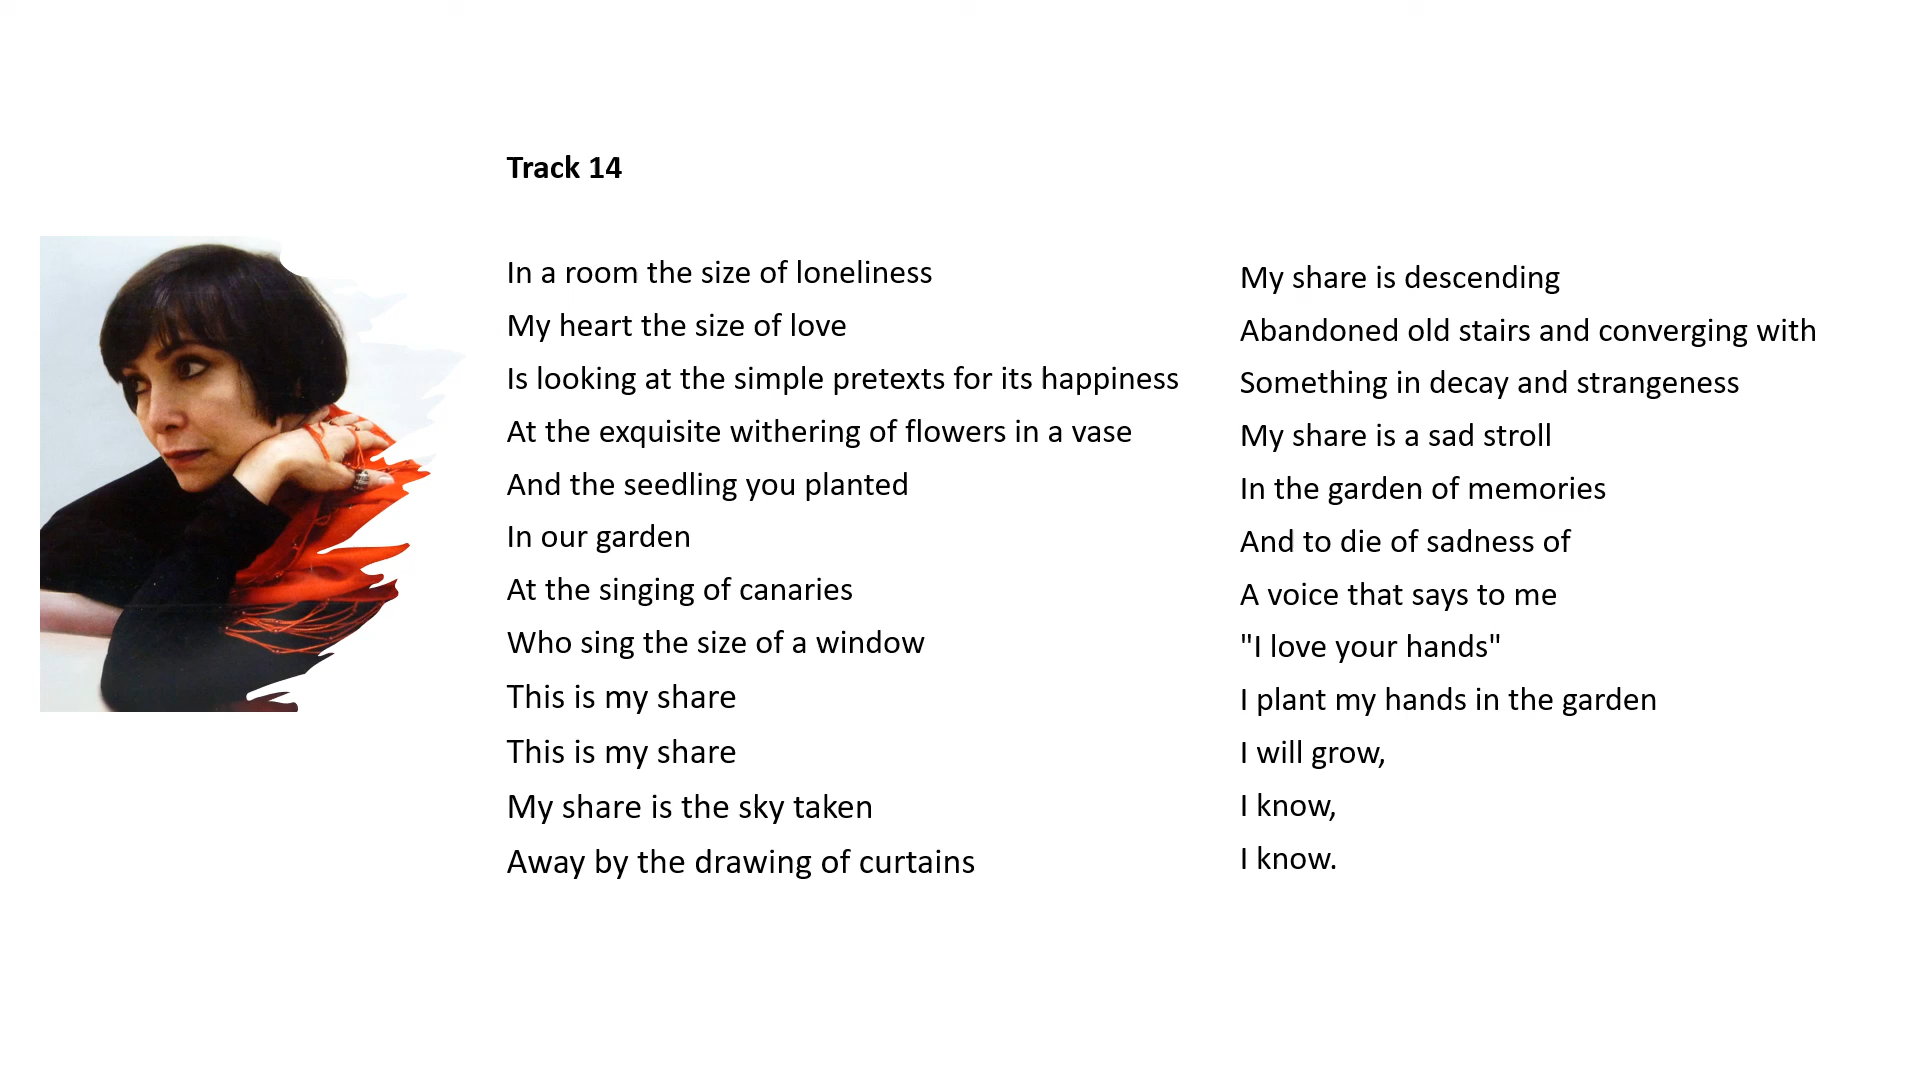 Track 14
In a room the size of loneliness
My heart the size of love
Is looking at the simple pretexts for its happiness
At the exquisite withering of flowers in a vase
And the seedling you planted
In our garden
At the singing of canaries
Who sing the size of a window
This is my share
This is my share
My share is the sky taken
Away by the drawing of curtains
My share is descending
Abandoned old stairs and converging with
Something in decay and strangeness
My share is a sad stroll
In the garden of memories
And to die of sadness of
A voice that says to me
"I love your hands"
I plant my hands in the garden
I will grow,
I know,
I know.